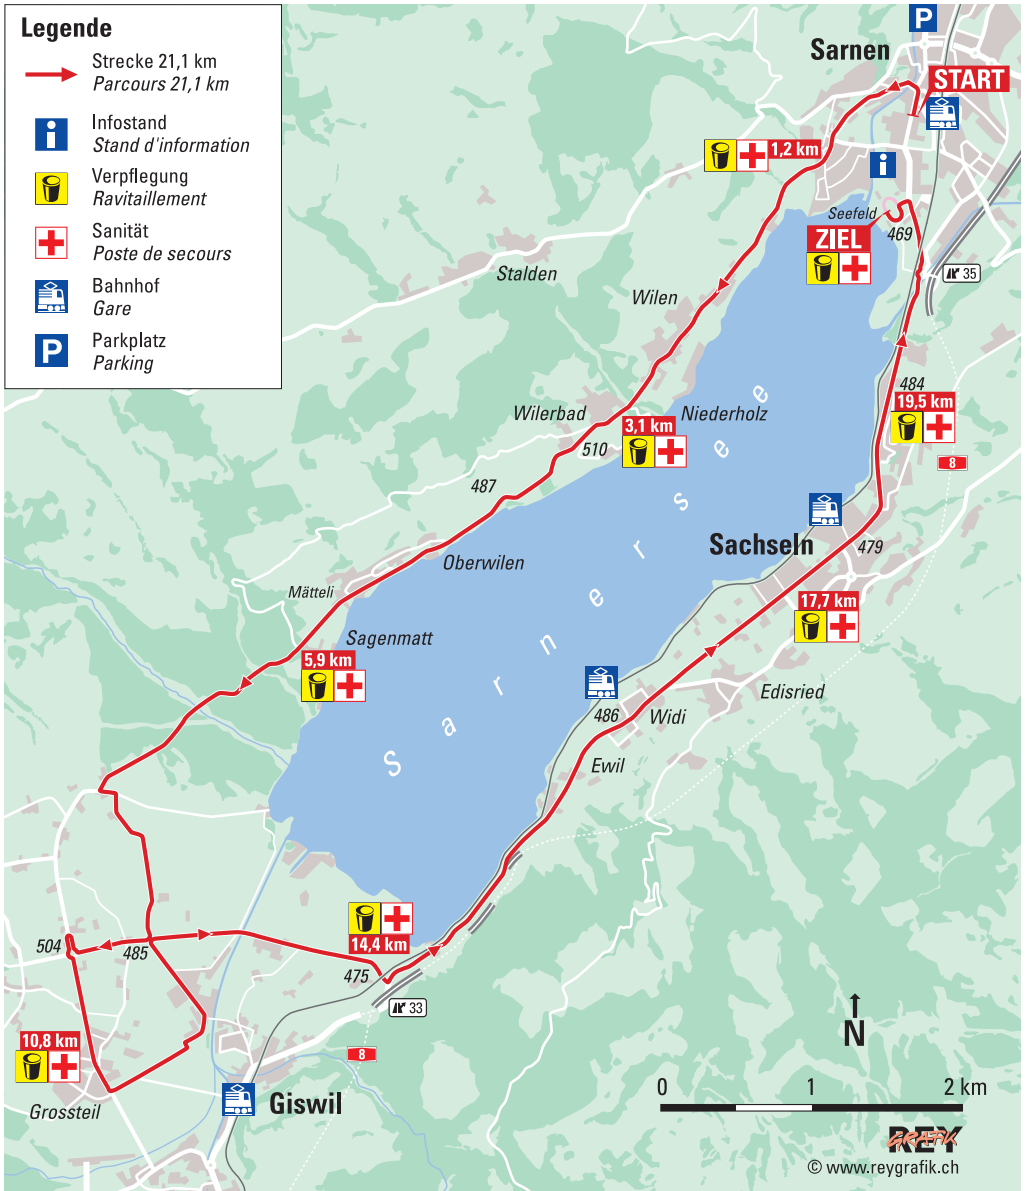 Legende
Strecke 21,1 km
Parcours 21,1 km
Infostand
Stand d'information
Verpflegung
Ravitaillement
Sanität
Poste de secours
Bahnhof
Gare
P
Parkplatz
Parking
P
Sarnen
START
1,2 km
Seefeld
469
ZIEL
35
Stalden
Wilen
484
19,5 km
Niederholz
Wilerbad
3,1 km
510
8
487
Sachseln
479
Oberwilen
Mätteli
17,7 km
Sagenmatt
5,9 km
Sarnersee
Edisried
486
Widi
Ewil
14,4 km
504
485
475
33
N
10,8 km
8
Grossteil
Giswil
0 1 2 km
REY
GRAFIK
© www.reygrafik.ch